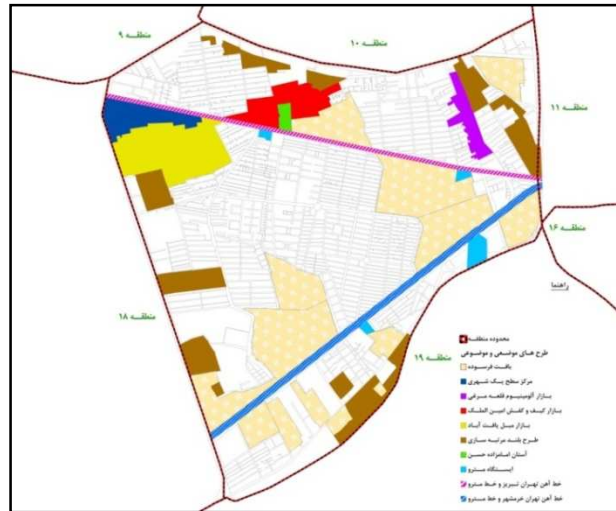 منطقه ۹
منطقه ۱۰
منطقه ۱۱
منطقه ۱۶
منطقه ۱۸
منطقه ۱۹
راهنما
محدوده منطقه
طرح های موضعی و موضوعی
بافت فرسوده
مرکز سطح یک شهری
بازار آلومینیوم قلعه مرغی
بازار کیف و کفش امین الملک
بازار مبل یافت آباد
طرح بلند مرتبه سازی
آستان امامزاده حسن
ایستگاه مترو
خط آهن تهران تبریز و خط مترو
خط آهن تهران خرمشهر و خط مترو